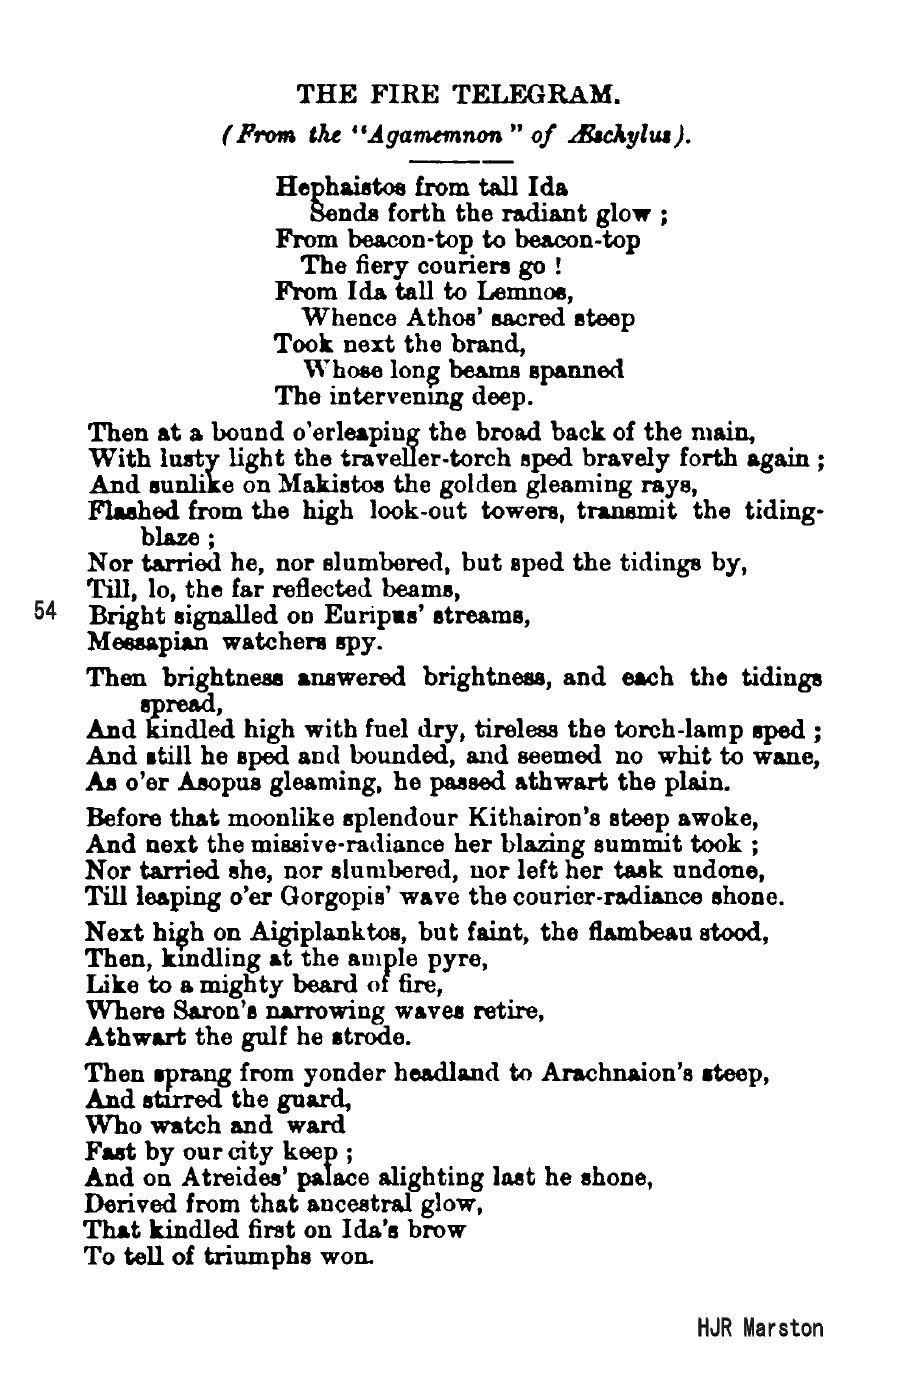 THE FIRE TELEGRAM.
(From the "Agamemnon" of Æschylus).
Hephaistos from tall Ida
Sends forth the radiant glow ;
From beacon-top to beacon-top
The fiery couriers go !
From Ida tall to Lemnos,
Whence Athos' sacred steep
Took next the brand,
Whose long beams spanned
The intervening deep.
Then at a bound o'erleaping the broad back of the main,
With lusty light the traveller-torch sped bravely forth again ;
And sunlike on Makistos the golden gleaming rays,
Flashed from the high look-out towers, transmit the tiding-
blaze ;
Nor tarried he, nor slumbered, but sped the tidings by,
Till, lo, the far reflected beams,
54 Bright signalled on Euripus' streams,
Messapian watchers spy.
Then brightness answered brightness, and each the tidings
spread,
And kindled high with fuel dry, tireless the torch-lamp sped ;
And still he sped and bounded, and seemed no whit to wane,
As o'er Asopus gleaming, he passed athwart the plain.
Before that moonlike splendour Kithairon's steep awoke,
And next the missive-radiance her blazing summit took ;
Nor tarried she, nor slumbered, nor left her task undone,
Till leaping o'er Gorgopis' wave the courier-radiance shone.
Next high on Aigiplanktos, but faint, the flambeau stood,
Then, kindling at the ample pyre,
Like to a mighty beard of fire,
Where Saron's narrowing waves retire,
Athwart the gulf he strode.
Then sprang from yonder headland to Arachnaion's steep,
And stirred the guard,
Who watch and ward
Fast by our city keep ;
And on Atreides' palace alighting last he shone,
Derived from that ancestral glow,
That kindled first on Ida's brow
To tell of triumphs won.
HJR Marston